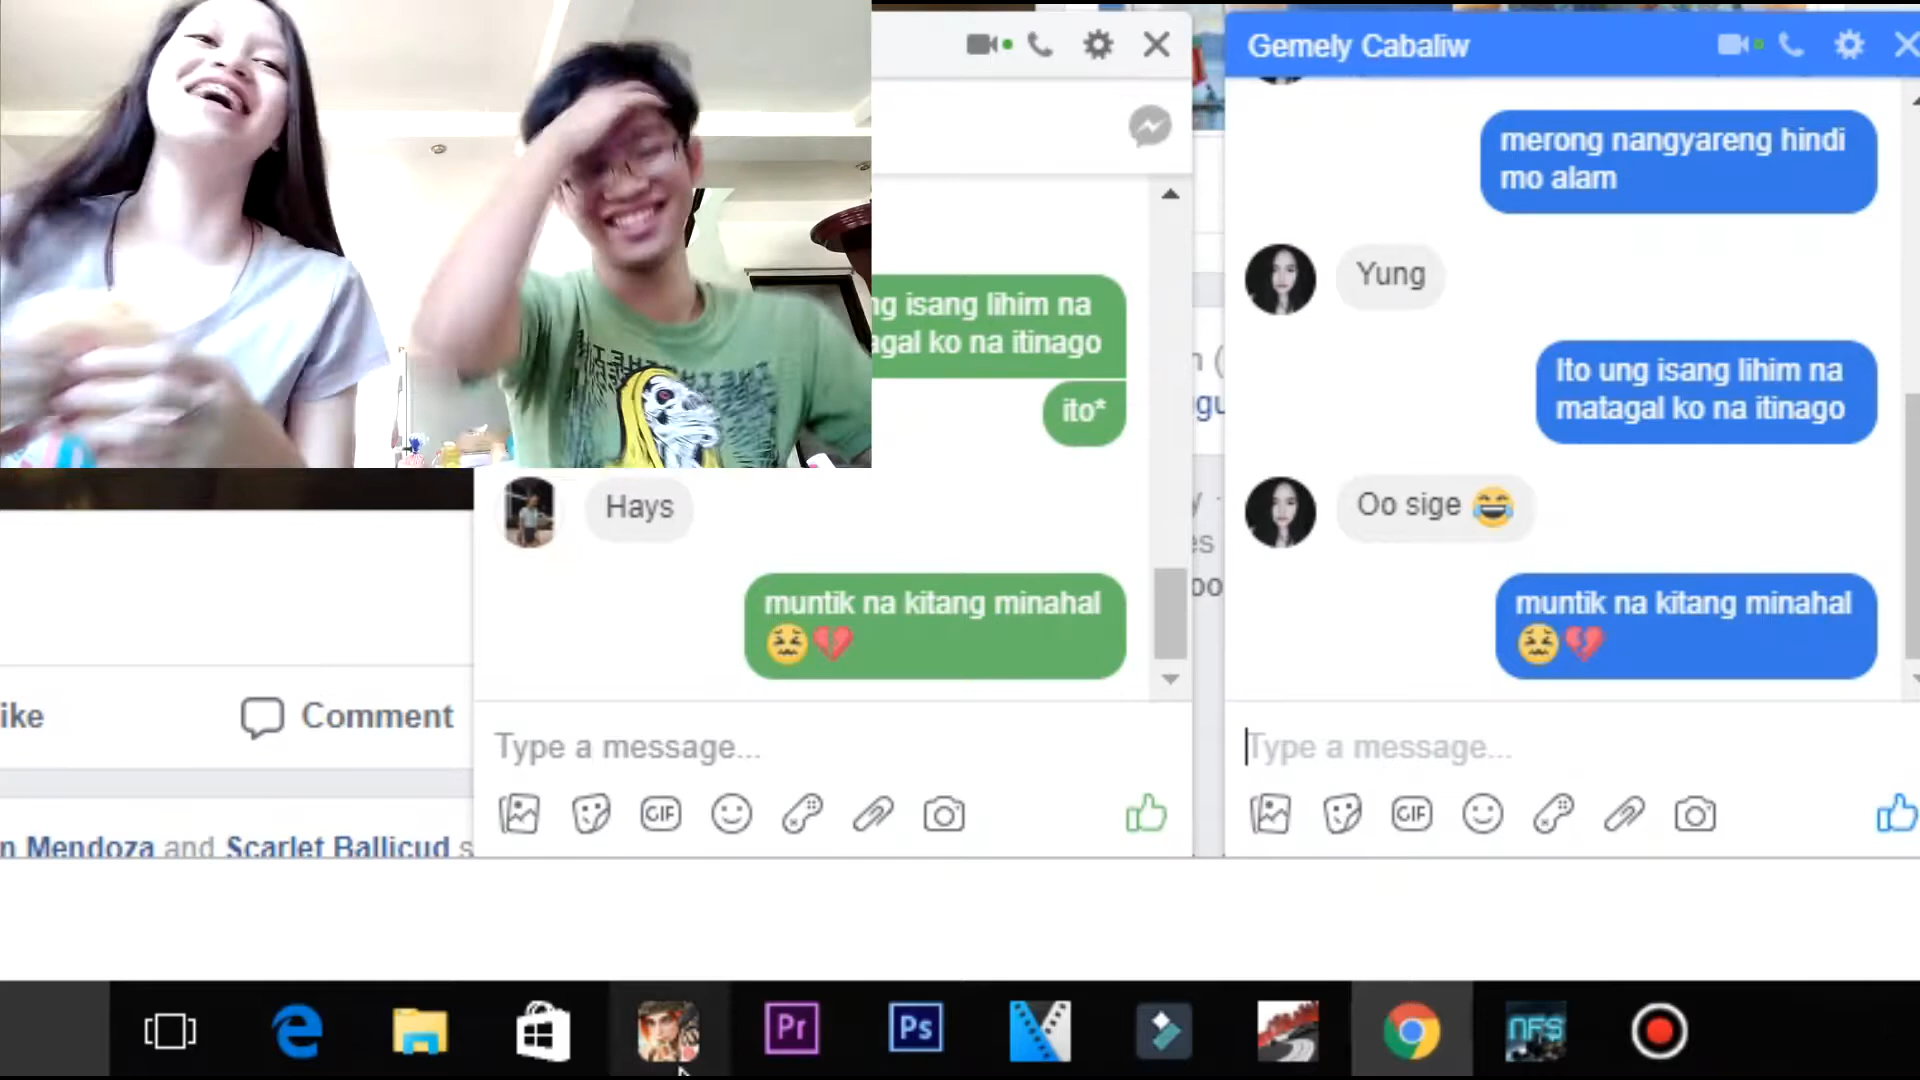 Gemely Cabaliw
merong nangyareng hindi
mo alam
Yung
Ito ung isang lihim na
matagal ko na itinago
Oo sige 😂
muntik na kitang minahal
😖💔
Type a message...
GIF
ng isang lihim na
agal ko na itinago
ito*
Hays
muntik na kitang minahal
😖💔
Type a message...
GIF
ike
Comment
n Mendoza and Scarlet Ballicud s
Pr
Ps
NFS